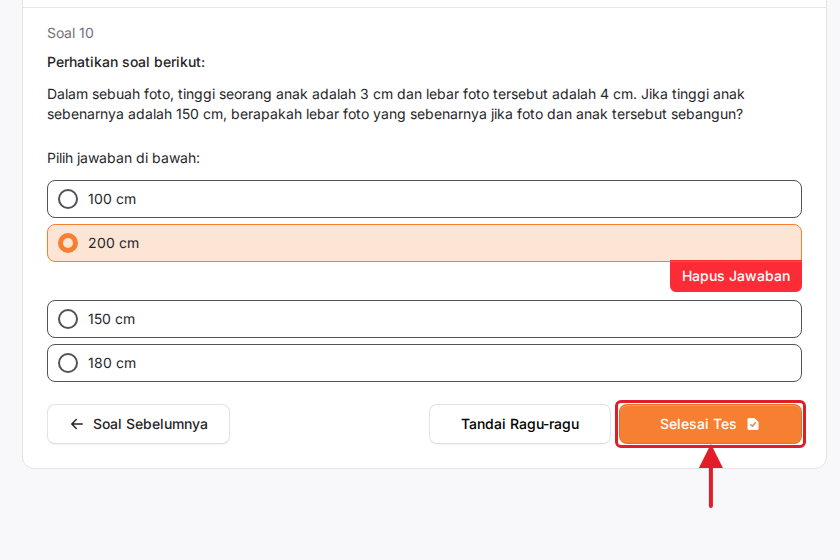 Soal 10
Perhatikan soal berikut:
Dalam sebuah foto, tinggi seorang anak adalah 3 cm dan lebar foto tersebut adalah 4 cm. Jika tinggi anak
sebenarnya adalah 150 cm, berapakah lebar foto yang sebenarnya jika foto dan anak tersebut sebangun?
Pilih jawaban di bawah:
100 cm
200 cm
Hapus Jawaban
150 cm
180 cm
Soal Sebelumnya
Tandai Ragu-ragu
Selesai Tes